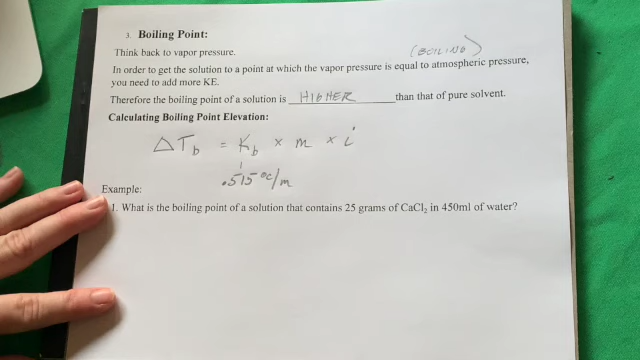 3. Boiling Point:
(BOILING)
Think back to vapor pressure.
In order to get the solution to a point at which the vapor pressure is equal to atmospheric pressure,
you need to add more KE.
Therefore the boiling point of a solution is HIGHER than that of pure solvent.
Calculating Boiling Point Elevation:
ΔT_b = K_b × m × i
.515 °C/m
Example:
1. What is the boiling point of a solution that contains 25 grams of CaCl₂ in 450ml of water?